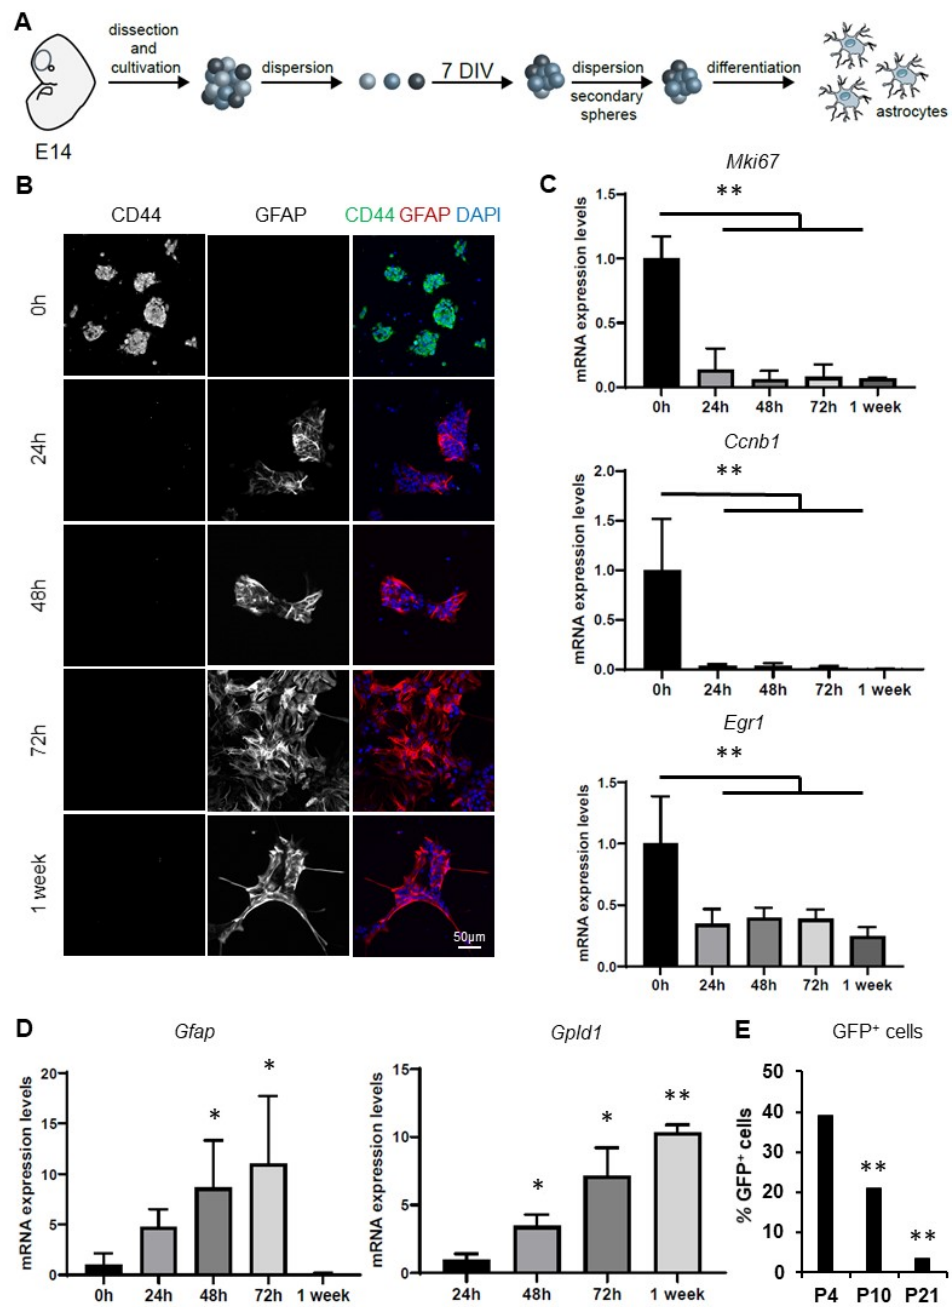 A
dissection
and
cultivation
dispersion
7 DIV
dispersion
secondary
spheres
differentiation
astrocytes
E14
B
CD44
GFAP
CD44 GFAP DAPI
0h
24h
48h
72h
1 week
50µm
C
Mki67
**
mRNA expression levels
1.5
1.0
0.5
0.0
0h 24h 48h 72h 1 week
Ccnb1
**
mRNA expression levels
2.0
1.5
1.0
0.5
0.0
0h 24h 48h 72h 1 week
Egr1
**
mRNA expression levels
1.5
1.0
0.5
0.0
0h 24h 48h 72h 1 week
D
Gfap
mRNA expression levels
20
15
10
5
0
* *
0h 24h 48h 72h 1 week
Gpld1
mRNA expression levels
15
10
5
0
* * **
24h 48h 72h 1 week
E
GFP⁺ cells
% GFP⁺ cells
50
40
30
20
10
0
**
**
P4 P10 P21